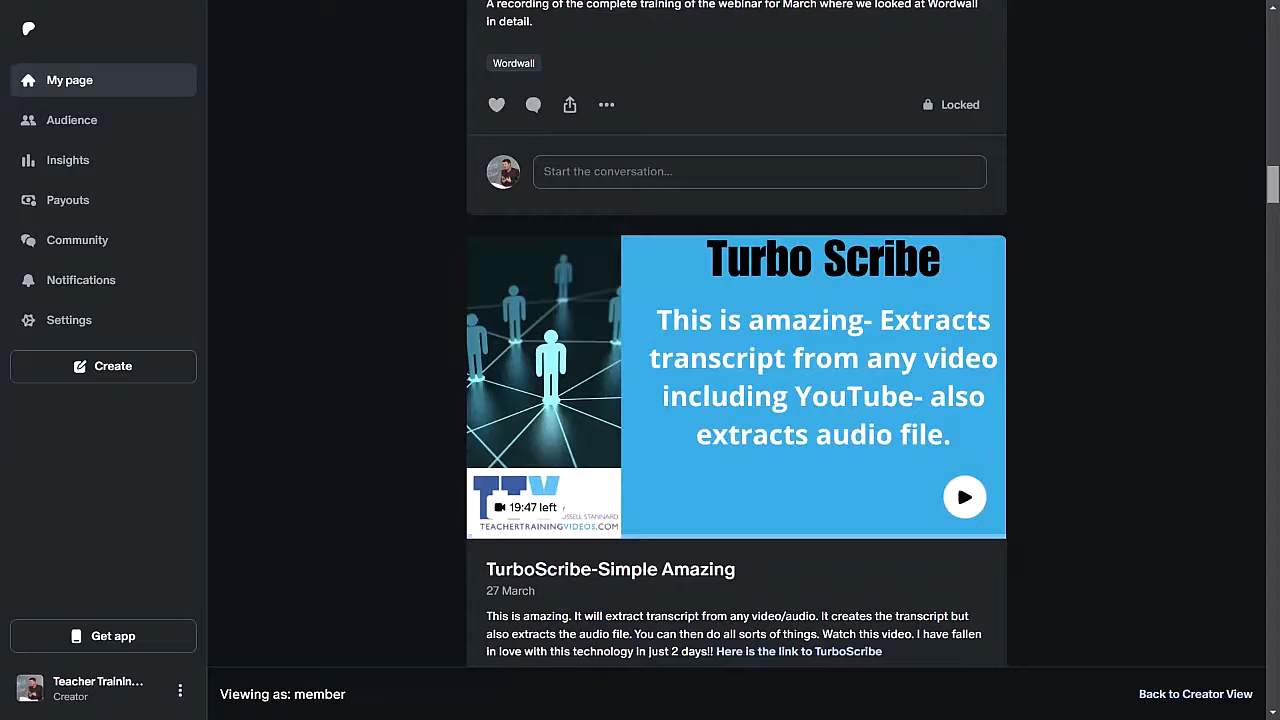 A recording of the complete training of the webinar for March where we looked at Wordwall
in detail.
My page
Audience
Insights
Payouts
Community
Notifications
Settings
Create
Get app
Teacher Trainin...
Creator
Wordwall
Locked
Start the conversation...
Turbo Scribe
This is amazing- Extracts
transcript from any video
including YouTube- also
extracts audio file.
19:47 left
TEACHERTRAININGVIDEOS.COM
TurboScribe-Simple Amazing
27 March
This is amazing. It will extract transcript from any video/audio. It creates the transcript but
also extracts the audio file. You can then do all sorts of things. Watch this video. I have fallen
in love with this technology in just 2 days!! Here is the link to TurboScribe
Viewing as: member
Back to Creator View